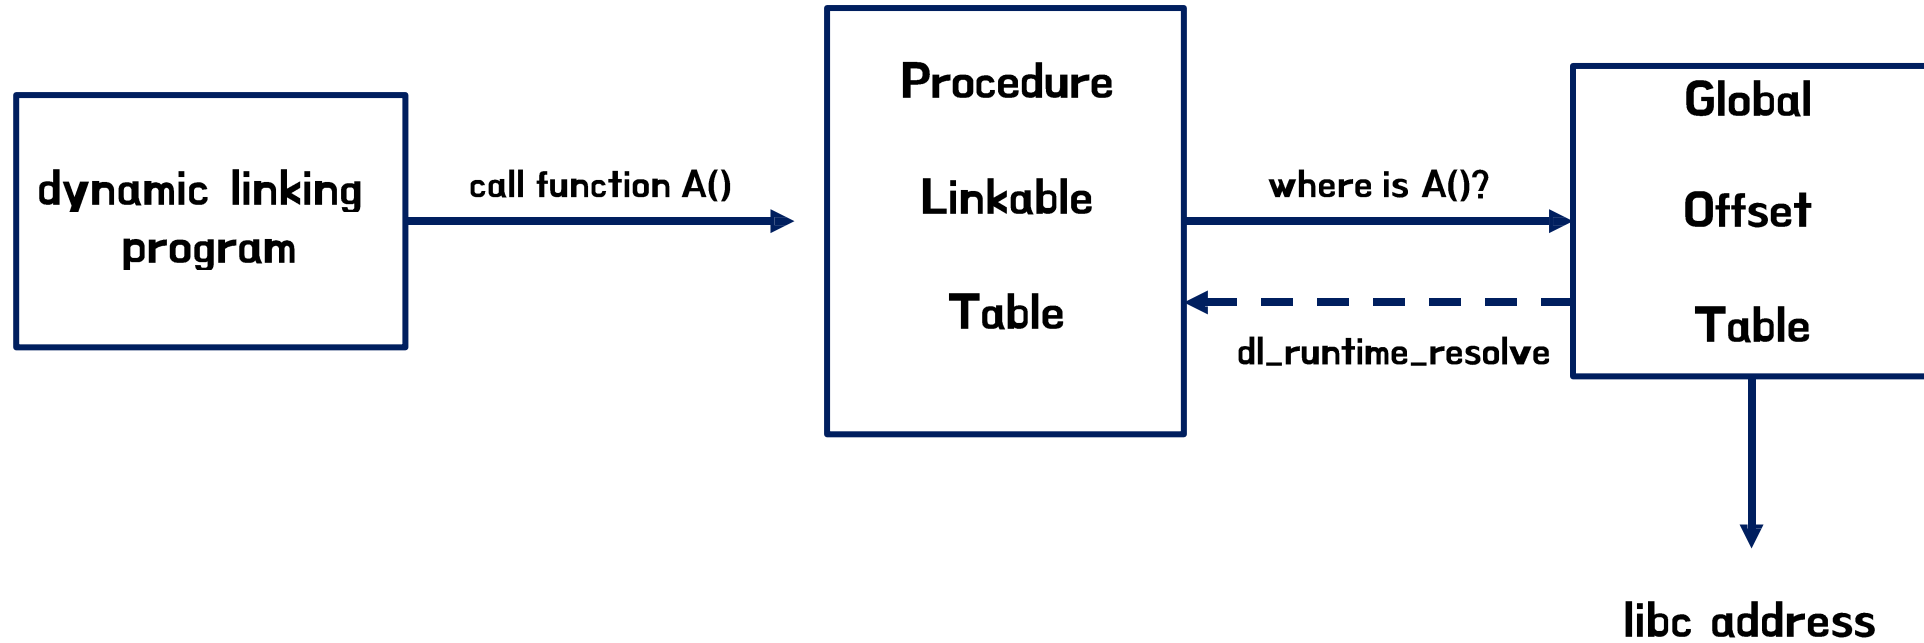 dynamic linking
program
call function A()
Procedure
Linkable
Table
where is A()?
dl_runtime_resolve
Global
Offset
Table
libc address